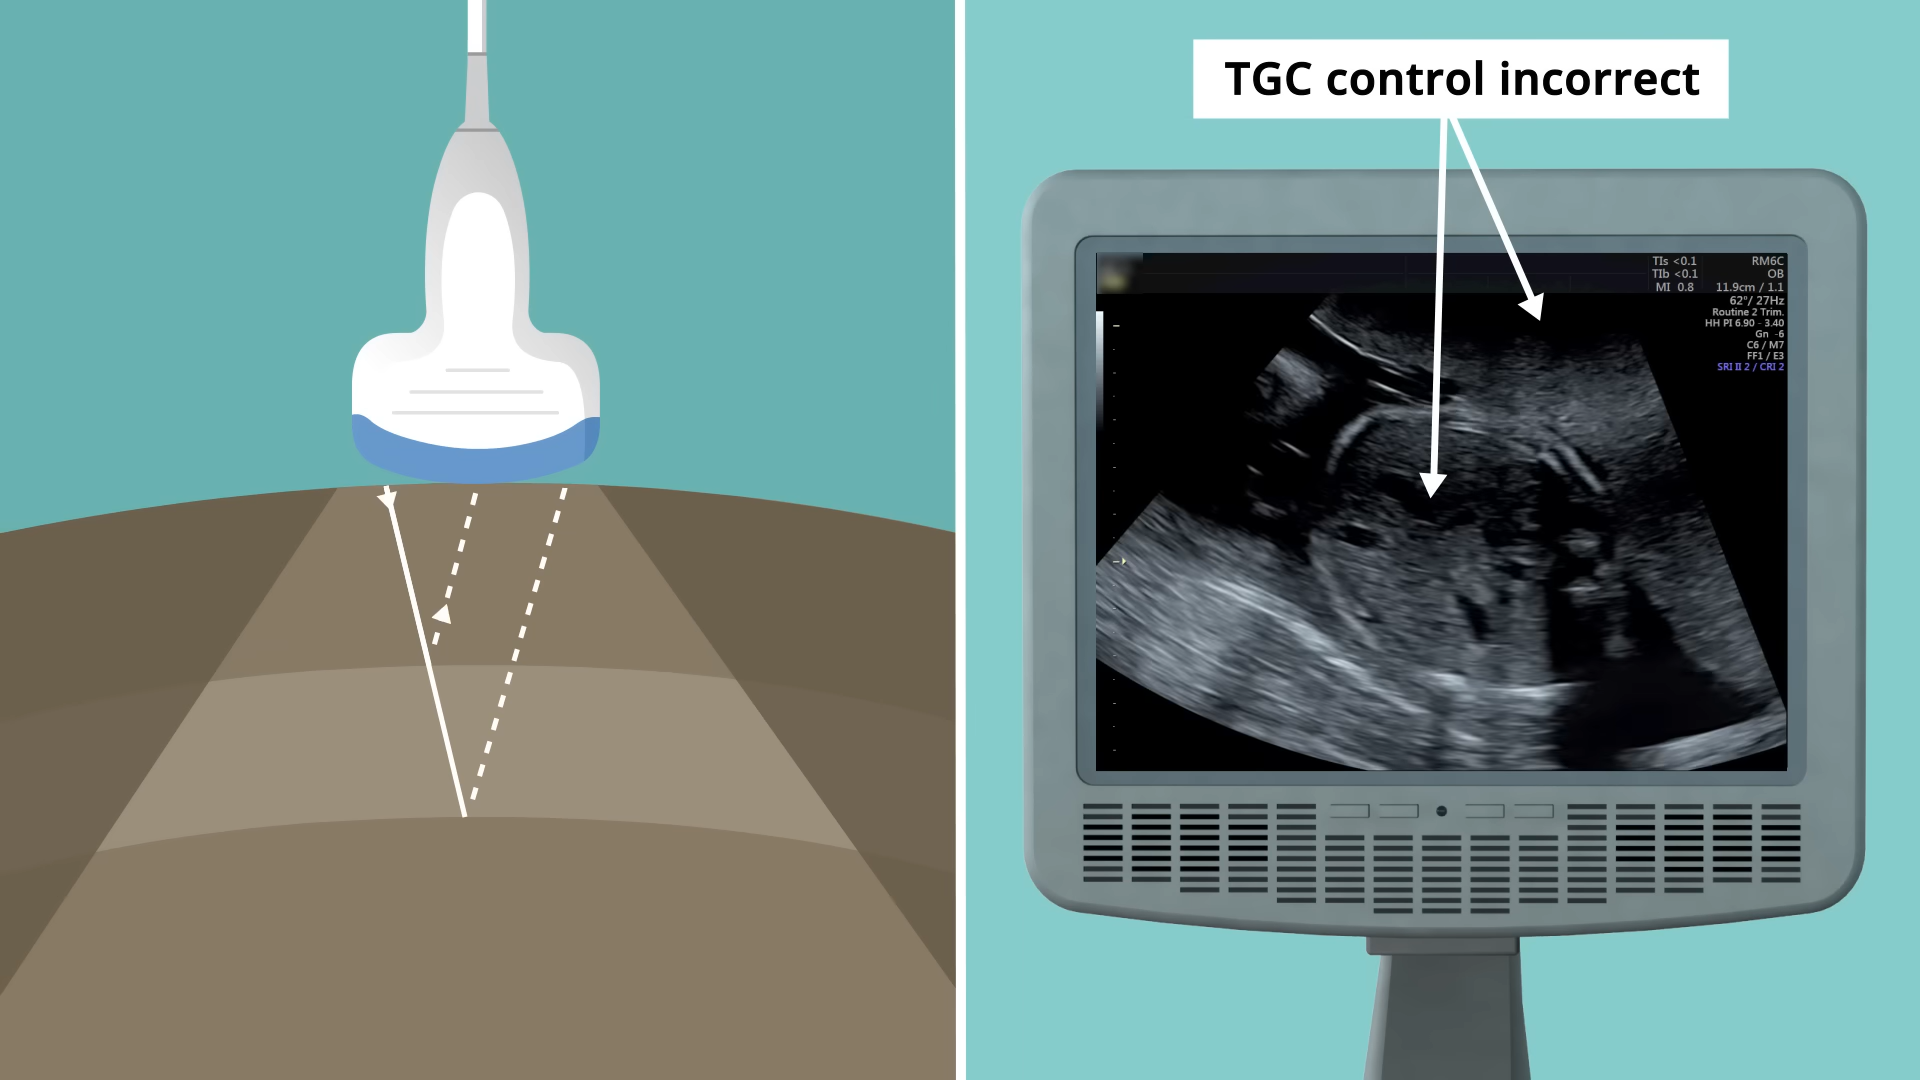 TGC control incorrect
TIs <0.1 RM6C
TIb <0.1 OB
MI 0.8 11.9cm / 1.1
62°/ 27Hz
Routine 2 Trim.
HH PI 6.90 - 3.40
Gn -6
C6 / M7
FF1 / E3
SRI II 2 / CRI 2